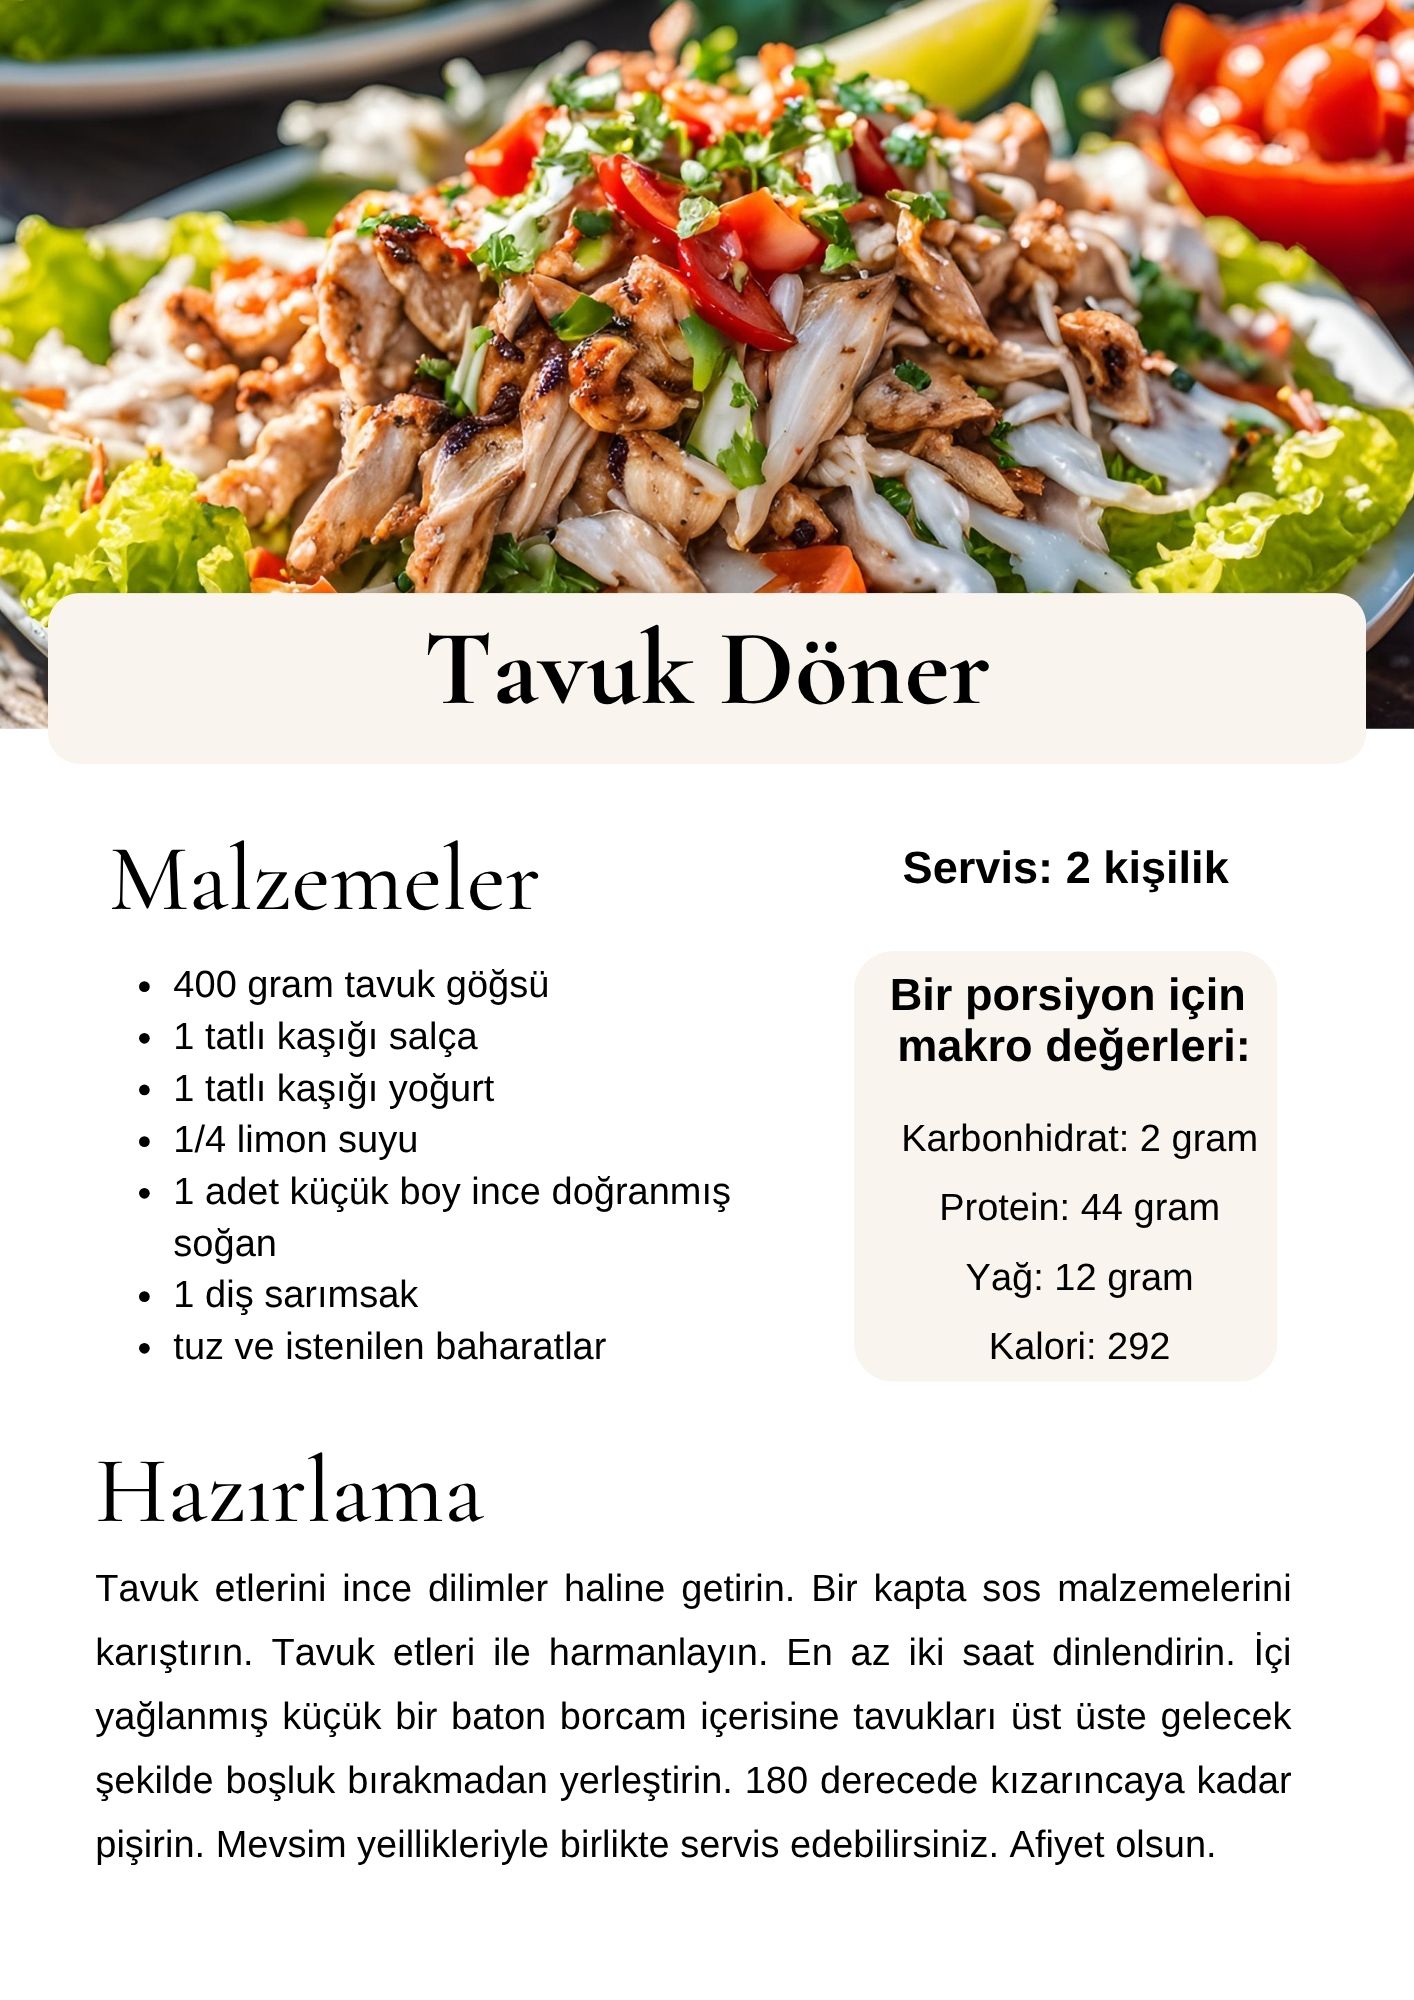 Tavuk Döner
Malzemeler
400 gram tavuk göğsü
1 tatlı kaşığı salça
1 tatlı kaşığı yoğurt
1/4 limon suyu
1 adet küçük boy ince doğranmış
soğan
1 diş sarımsak
tuz ve istenilen baharatlar
Servis: 2 kişilik
Bir porsiyon için
makro değerleri:
Karbonhidrat: 2 gram
Protein: 44 gram
Yağ: 12 gram
Kalori: 292
Hazırlama
Tavuk etlerini ince dilimler haline getirin. Bir kapta sos malzemelerini
karıştırın. Tavuk etleri ile harmanlayın. En az iki saat dinlendirin. İçi
yağlanmış küçük bir baton borcam içerisine tavukları üst üste gelecek
şekilde boşluk bırakmadan yerleştirin. 180 derecede kızarıncaya kadar
pişirin. Mevsim yeillikleriyle birlikte servis edebilirsiniz. Afiyet olsun.